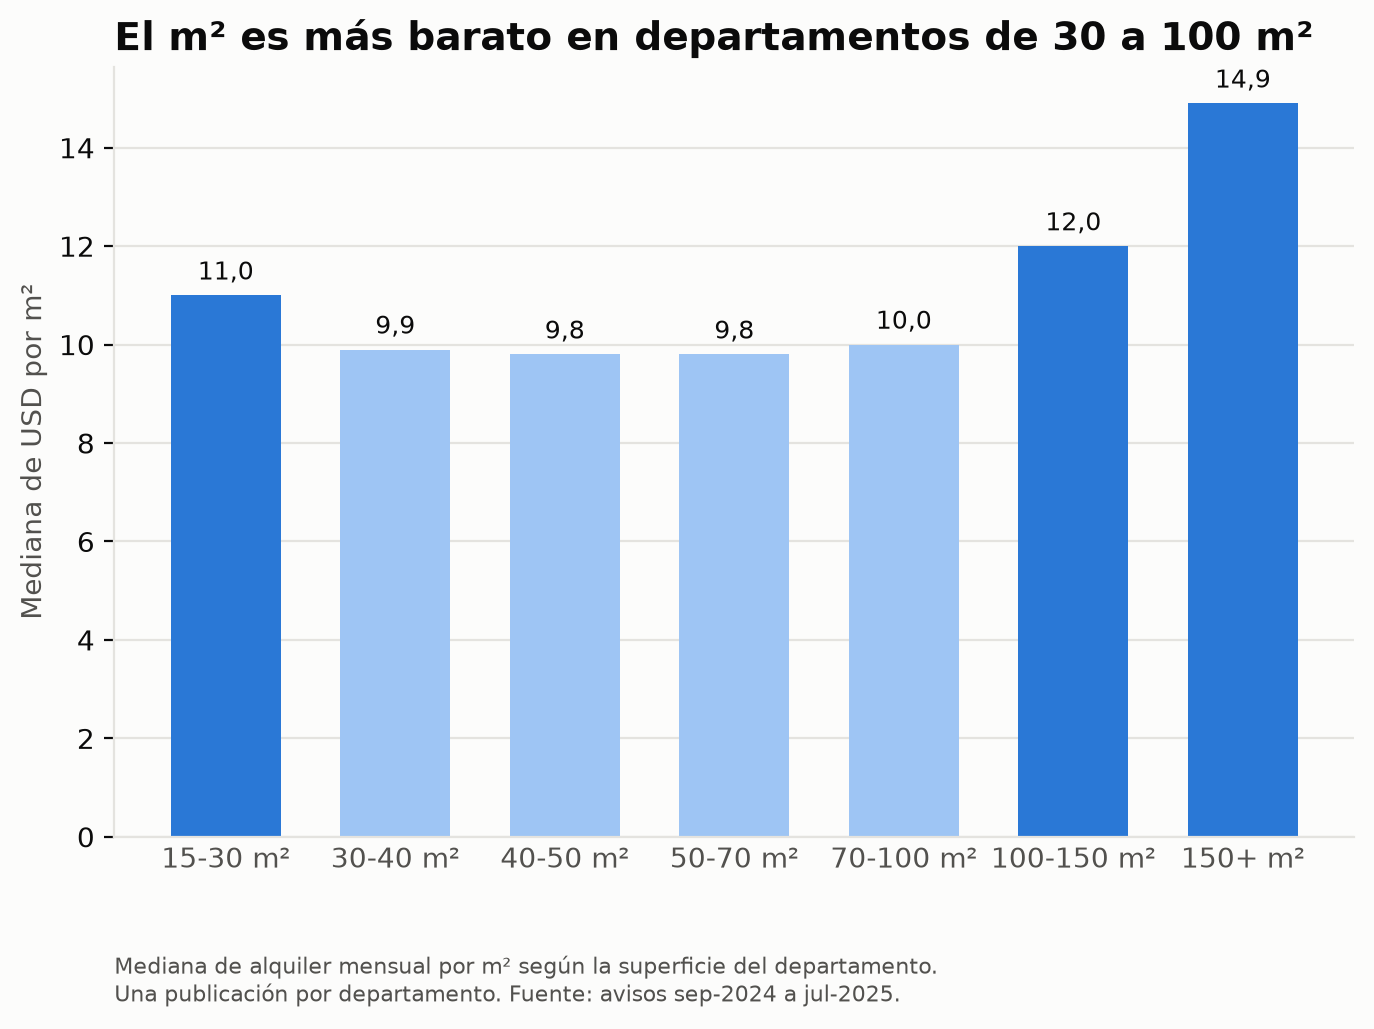 El m² es más barato en departamentos de 30 a 100 m²
Mediana de USD por m²
14
12
10
8
6
4
2
0
11,0
9,9
9,8
9,8
10,0
12,0
14,9
15-30 m²
30-40 m²
40-50 m²
50-70 m²
70-100 m²
100-150 m²
150+ m²
Mediana de alquiler mensual por m² según la superficie del departamento.
Una publicación por departamento. Fuente: avisos sep-2024 a jul-2025.